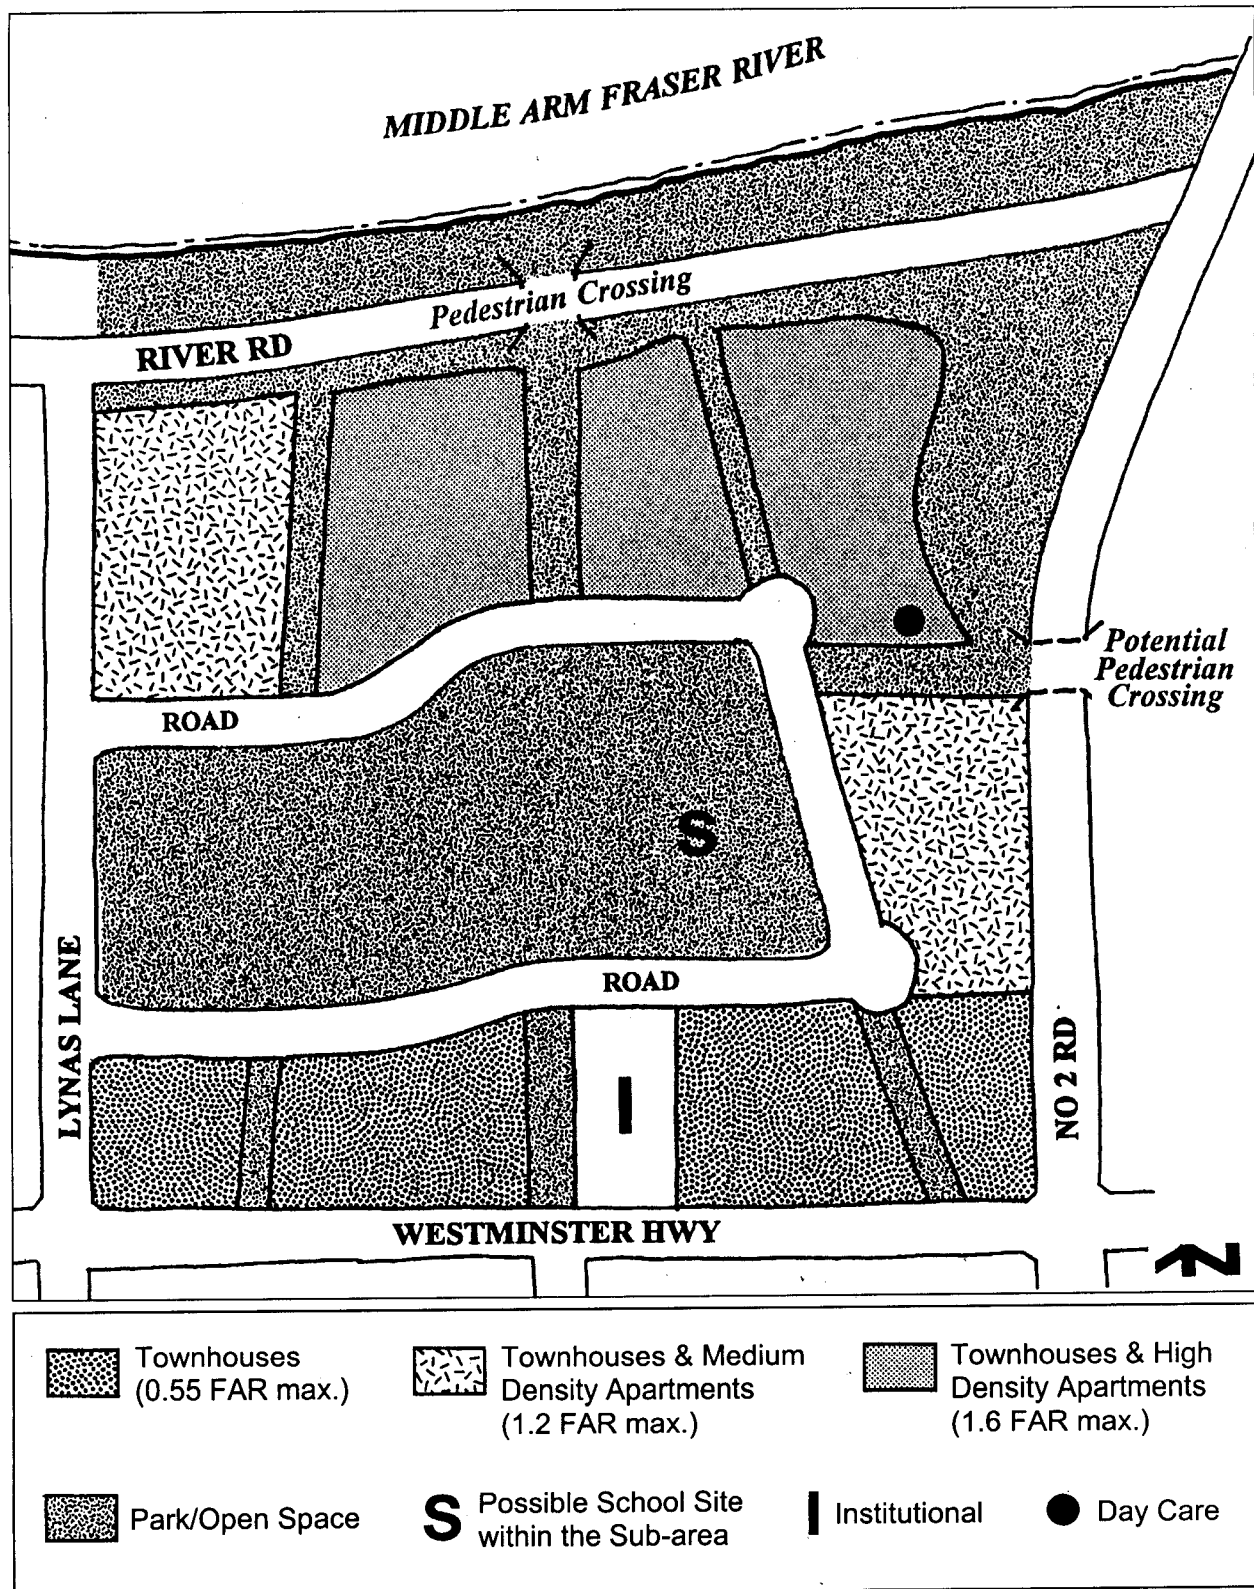 MIDDLE ARM FRASER RIVER
Pedestrian Crossing
RIVER RD
Potential
Pedestrian
Crossing
ROAD
S
ROAD
LYNAS LANE
I
NO 2 RD
WESTMINSTER HWY
N
Townhouses
(0.55 FAR max.)
Townhouses & Medium
Density Apartments
(1.2 FAR max.)
Townhouses & High
Density Apartments
(1.6 FAR max.)
Park/Open Space
S Possible School Site
within the Sub-area
I Institutional
Day Care